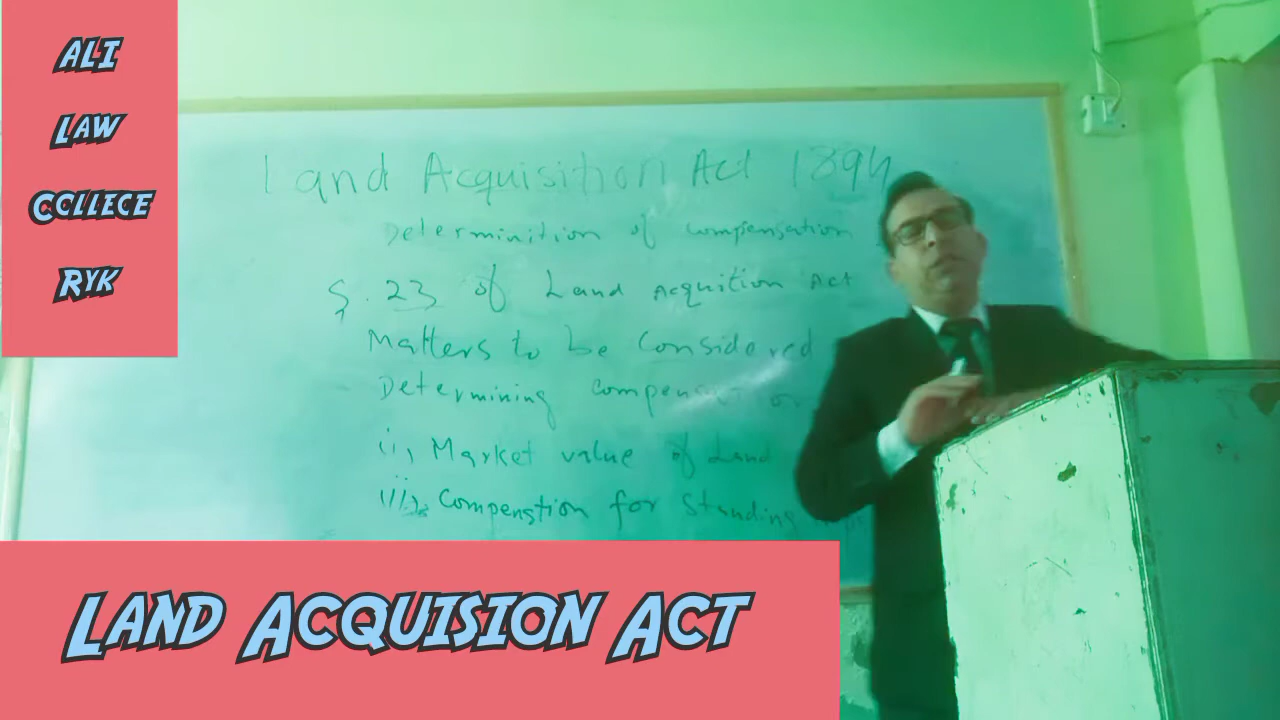 ALI
LAW
COLLEGE
RYK
Land Acquisition Act 1894
Determinition of compensation
S. 23 of Land Acquition Act
Matters to be considered
Determining
(i), Market value of Land
(ii), Compenstion for Standing
LAND ACQUISION ACT